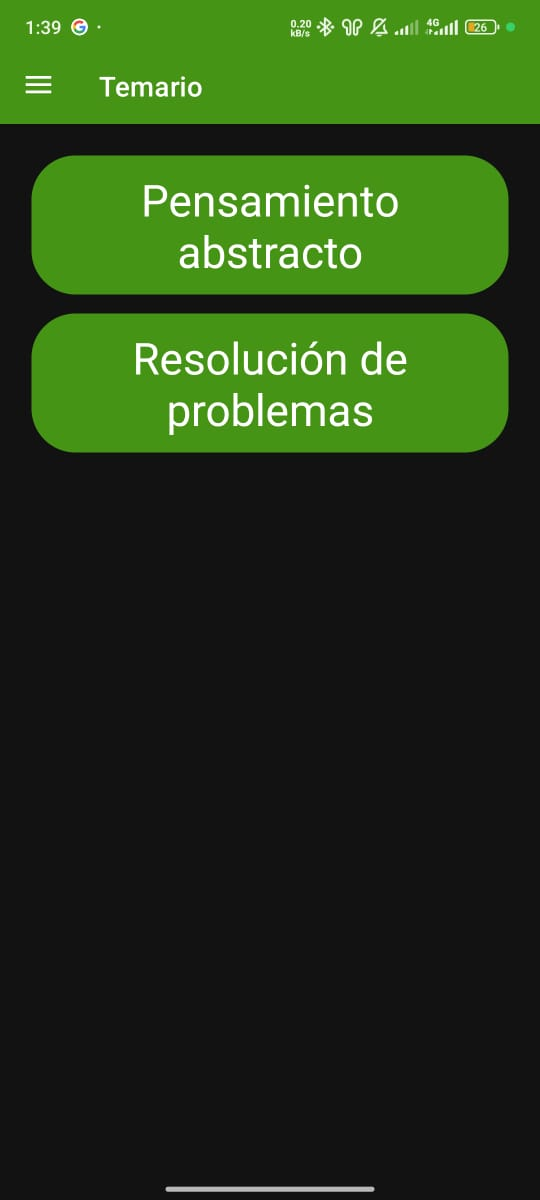 1:39
0.20
kB/s
4G
26
Temario
Pensamiento
abstracto
Resolución de
problemas